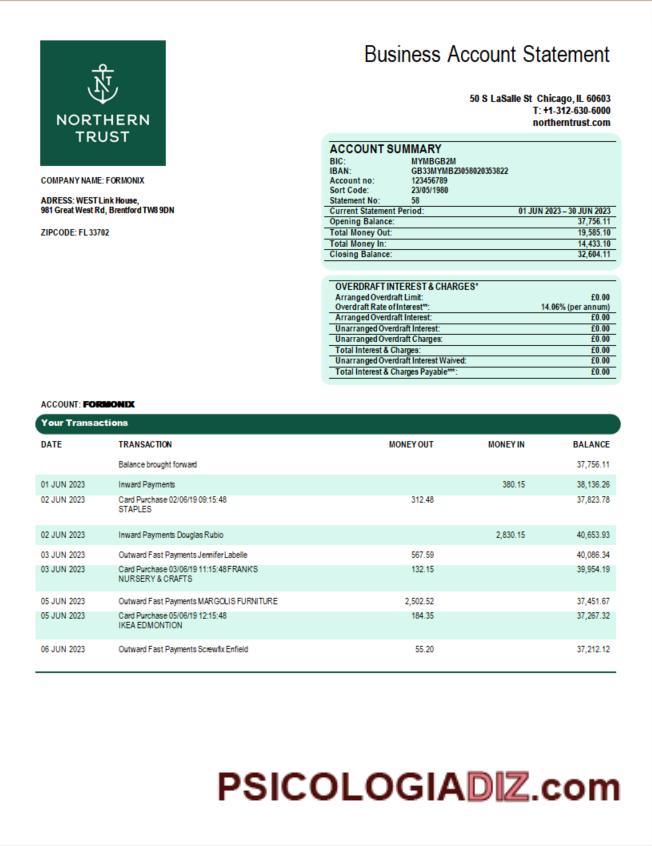 Business Account Statement
NORTHERN
TRUST
50 S LaSalle St Chicago, IL 60603
T: +1-312-630-6000
northerntrust.com
COMPANY NAME: FORMONIX
ADRESS: WEST Link House,
981 Great West Rd, Brentford TW8 9DN
ZIPCODE: FL 33702
ACCOUNT SUMMARY
BIC: MYMBGB2M
IBAN: GB33MYMB23058020353822
Account no: 123456789
Sort Code: 23/05/1980
Statement No: 58
Current Statement Period: 01 JUN 2023 – 30 JUN 2023
Opening Balance: 37,756.11
Total Money Out: 19,585.10
Total Money In: 14,433.10
Closing Balance: 32,604.11
OVERDRAFT INTEREST & CHARGES*
Arranged Overdraft Limit: £0.00
Overdraft Rate of Interest**: 14.06% (per annum)
Arranged Overdraft Interest: £0.00
Unarranged Overdraft Interest: £0.00
Unarranged Overdraft Charges: £0.00
Total Interest & Charges: £0.00
Unarranged Overdraft Interest Waived: £0.00
Total Interest & Charges Payable***: £0.00
ACCOUNT: FORMONIX
Your Transactions
DATE TRANSACTION MONEY OUT MONEY IN BALANCE
Balance brought forward 37,756.11
01 JUN 2023 Inward Payments 380.15 38,136.26
02 JUN 2023 Card Purchase 02/06/19 09:15:48 312.48 37,823.78
STAPLES
02 JUN 2023 Inward Payments Douglas Rubio 2,830.15 40,653.93
03 JUN 2023 Outward Fast Payments Jennifer Labelle 567.59 40,086.34
03 JUN 2023 Card Purchase 03/06/19 11:15:48 FRANKS 132.15 39,954.19
NURSERY & CRAFTS
05 JUN 2023 Outward Fast Payments MARGOLIS FURNITURE 2,502.52 37,451.67
05 JUN 2023 Card Purchase 05/06/19 12:15:48 184.35 37,267.32
IKEA EDMONTION
06 JUN 2023 Outward Fast Payments Screwfix Enfield 55.20 37,212.12
PSICOLOGIADIZ.com